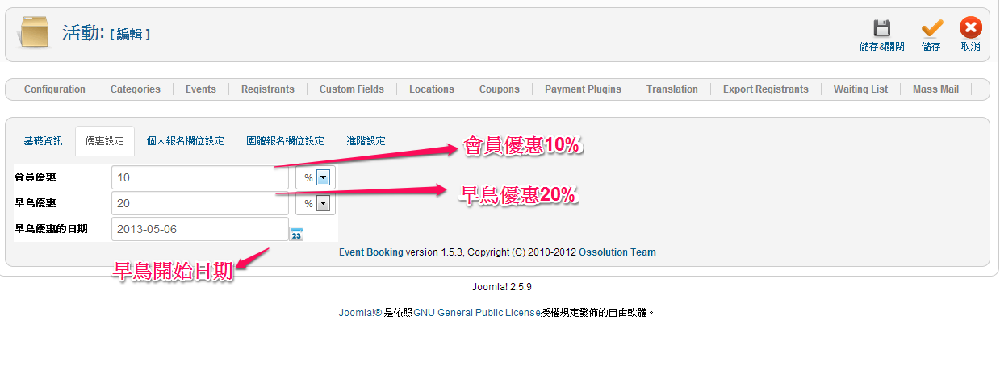 活動: [ 編輯 ]
儲存&關閉 儲存 取消
Configuration Categories Events Registrants Custom Fields Locations Coupons Payment Plugins Translation Export Registrants Waiting List Mass Mail
基礎資訊 優惠設定 個人報名欄位設定 團體報名欄位設定 進階設定
會員優惠10%
會員優惠 10 %
早鳥優惠20%
早鳥優惠 20 %
早鳥優惠的日期 2013-05-06 23
Event Booking version 1.5.3, Copyright (C) 2010-2012 Ossolution Team
早鳥開始日期
Joomla! 2.5.9
Joomla!® 是依照GNU General Public License授權規定發佈的自由軟體。